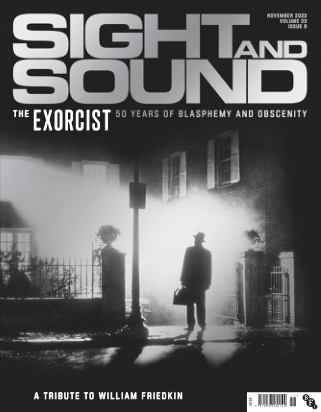 SIGHT AND
SOUND
NOVEMBER 2023
VOLUME 33
ISSUE 9
THE EXORCIST 50 YEARS OF BLASPHEMY AND OBSCENITY
A TRIBUTE TO WILLIAM FRIEDKIN